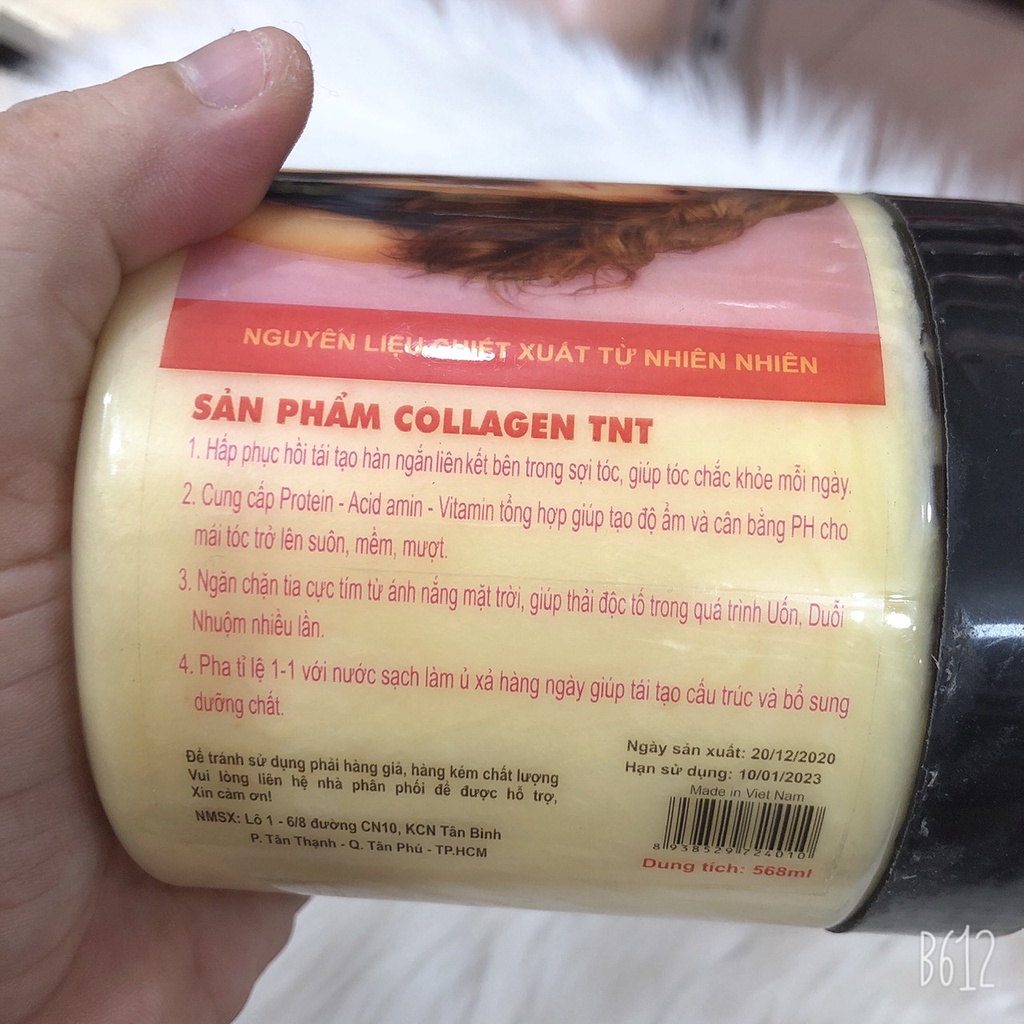 NGUYÊN LIỆU CHIẾT XUẤT TỪ NHIÊN NHIÊN
SẢN PHẨM COLLAGEN TNT
1. Hấp phục hồi tái tạo hàn ngắn liên kết bên trong sợi tóc, giúp tóc chắc khỏe mỗi ngày.
2. Cung cấp Protein - Acid amin - Vitamin tổng hợp giúp tạo độ ẩm và cân bằng PH cho
mái tóc trở lên suôn, mềm, mượt.
3. Ngăn chặn tia cực tím từ ánh nắng mặt trời, giúp thải độc tố trong quá trình Uốn, Duỗi
Nhuộm nhiều lần.
4. Pha tỉ lệ 1-1 với nước sạch làm ủ xả hàng ngày giúp tái tạo cấu trúc và bổ sung
dưỡng chất.
Để tránh sử dụng phải hàng giả, hàng kém chất lượng
Vui lòng liên hệ nhà phân phối để được hỗ trợ,
Xin cảm ơn!
NMSX: Lô 1 - 6/8 đường CN10, KCN Tân Bình
P. Tân Thạnh - Q. Tân Phú - TP.HCM
Ngày sản xuất: 20/12/2020
Hạn sử dụng: 10/01/2023
Made in Viet Nam
8 938529 724010
Dung tích: 568ml
B612